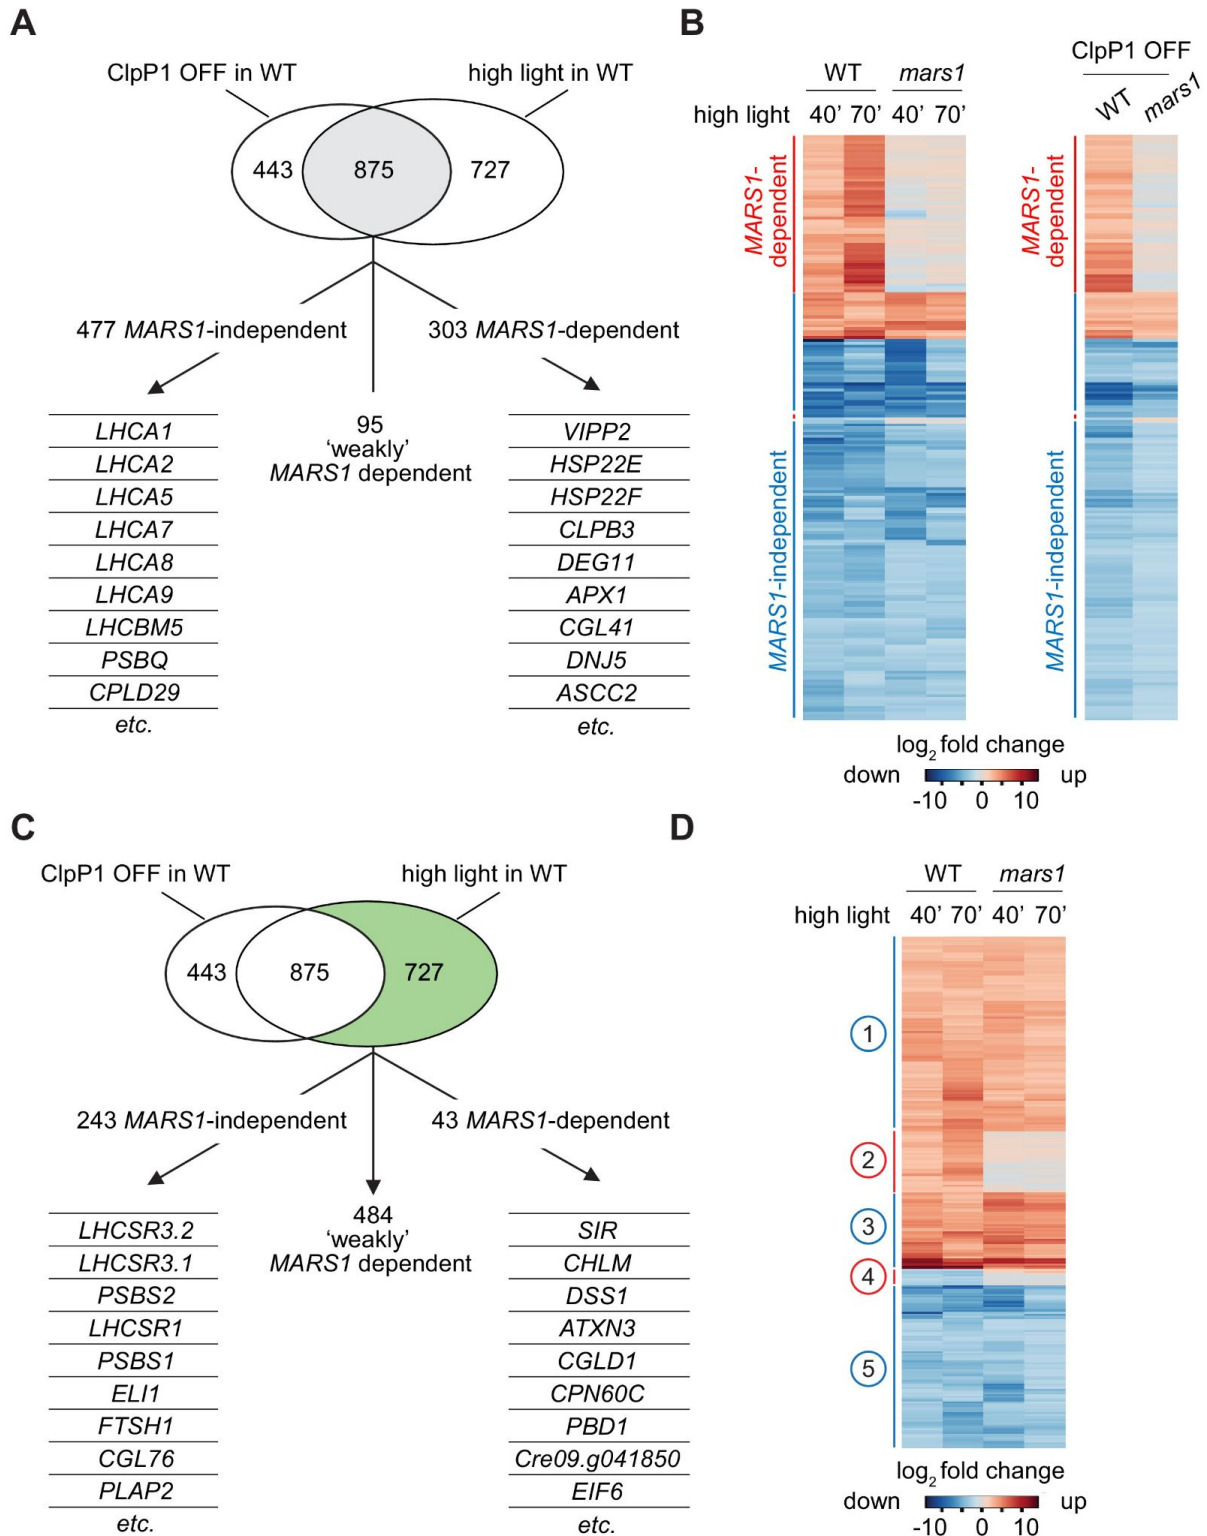 A
ClpP1 OFF in WT
high light in WT
443
875
727
477 MARS1-independent
303 MARS1-dependent
LHCA1
LHCA2
LHCA5
LHCA7
LHCA8
LHCA9
LHCBM5
PSBQ
CPLD29
etc.
95
‘weakly’
MARS1 dependent
VIPP2
HSP22E
HSP22F
CLPB3
DEG11
APX1
CGL41
DNJ5
ASCC2
etc.
B
WT
mars1
high light 40’ 70’ 40’ 70’
ClpP1 OFF
WT
mars1
MARS1-
dependent
MARS1-independent
MARS1-
dependent
MARS1-independent
log2 fold change
down
up
-10 0 10
C
ClpP1 OFF in WT
high light in WT
443
875
727
243 MARS1-independent
43 MARS1-dependent
LHCSR3.2
LHCSR3.1
PSBS2
LHCSR1
PSBS1
ELI1
FTSH1
CGL76
PLAP2
etc.
484
‘weakly’
MARS1 dependent
SIR
CHLM
DSS1
ATXN3
CGLD1
CPN60C
PBD1
Cre09.g041850
EIF6
etc.
D
WT
mars1
high light 40’ 70’ 40’ 70’
1
2
3
4
5
log2 fold change
down
up
-10 0 10